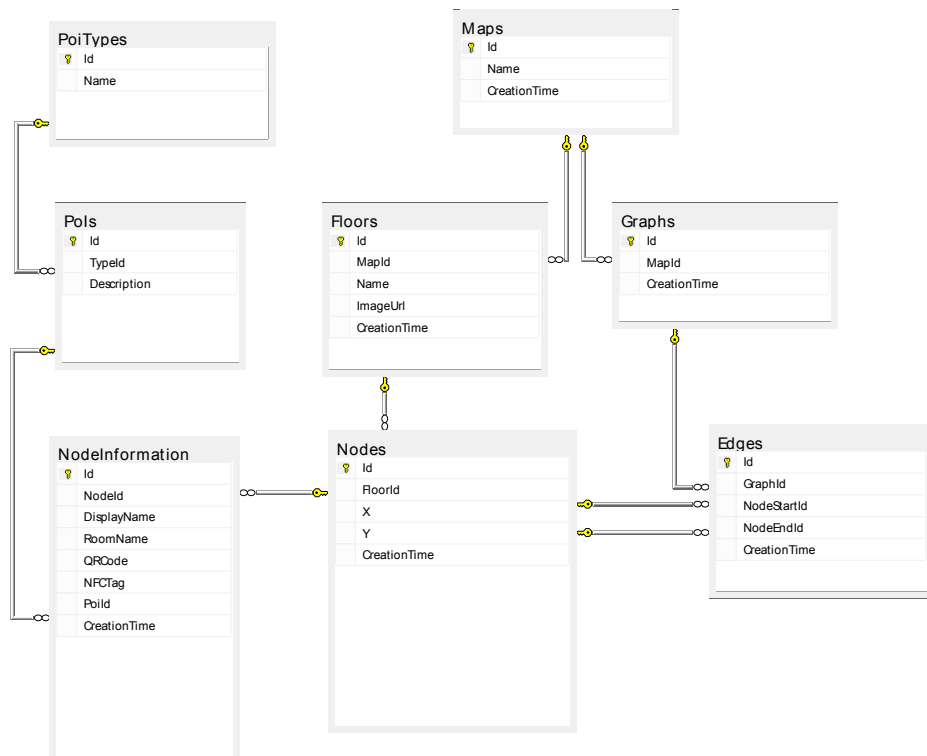 PoiTypes
Id
Name
Maps
Id
Name
CreationTime
PoIs
Id
TypeId
Description
Floors
Id
MapId
Name
ImageUrl
CreationTime
Graphs
Id
MapId
CreationTime
NodeInformation
Id
NodeId
DisplayName
RoomName
QRCode
NFCTag
PoiId
CreationTime
Nodes
Id
FloorId
X
Y
CreationTime
Edges
Id
GraphId
NodeStartId
NodeEndId
CreationTime